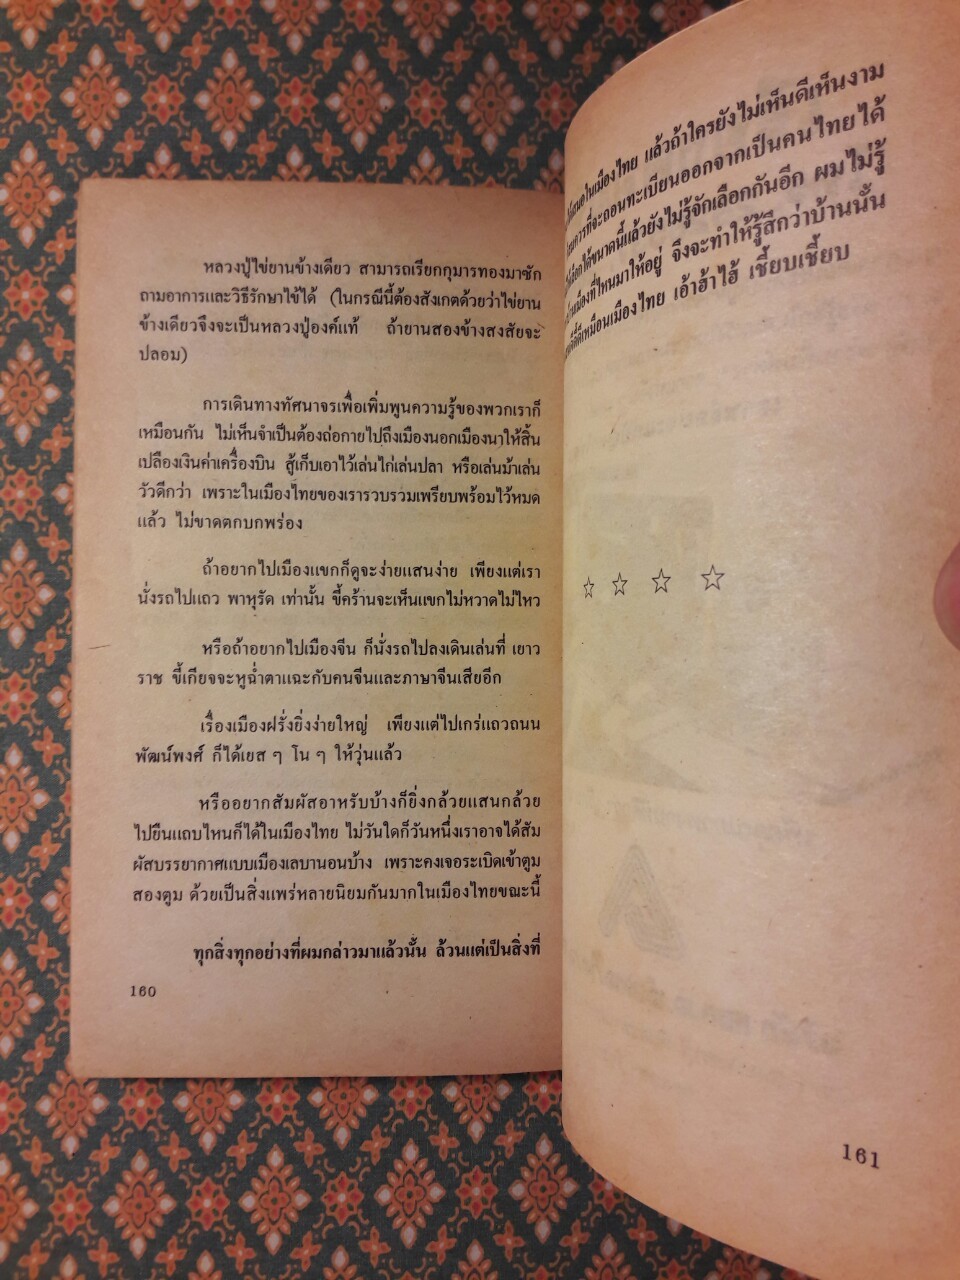 หลวงปู่ไข่ยานข้างเดียว สามารถเรียกกุมารทองมาซัก
ถามอาการและวิธีรักษาไข้ได้ (ในกรณีนี้ต้องสังเกตด้วยว่าไข่ยาน
ข้างเดียวจึงจะเป็นหลวงปู่องค์แท้ ถ้ายานสองข้างสงสัยจะ
ปลอม)
การเดินทางทัศนาจรเพื่อเพิ่มพูนความรู้ของพวกเราก็
เหมือนกัน ไม่เห็นจำเป็นต้องถ่อกายไปถึงเมืองนอกเมืองนาให้สิ้น
เปลืองเงินค่าเครื่องบิน สู้เก็บเอาไว้เล่นไก่เล่นปลา หรือเล่นม้าเล่น
วัวดีกว่า เพราะในเมืองไทยของเรารวบรวมเพรียบพร้อมไว้หมด
แล้ว ไม่ขาดตกบกพร่อง
ถ้าอยากไปเมืองแขกก็ดูจะง่ายแสนง่าย เพียงแต่เรา
นั่งรถไปแถว พาหุรัด เท่านั้น ขี้คร้านจะเห็นแขกไม่หวาดไม่ไหว
หรือถ้าอยากไปเมืองจีน ก็นั่งรถไปลงเดินเล่นที่ เยาว
ราช ขี้เกียจจะหูฉ่ำตาแฉะกับคนจีนและภาษาจีนเสียอีก
เรื่องเมืองฝรั่งยิ่งง่ายใหญ่ เพียงแต่ไปเกร่แถวถนน
พัฒน์พงศ์ ก็ได้เยส ๆ โน ๆ ให้วุ่นแล้ว
หรืออยากสัมผัสอาหรับบ้างก็ยิ่งกล้วยแสนกล้วย
ไปยืนแถบไหนก็ได้ในเมืองไทย ไม่วันใดก็วันหนึ่งเราอาจได้สัม
ผัสบรรยากาศแบบเมืองเลบานอนบ้าง เพราะคงเจอระเบิดเข้าตูม
สองตูม ด้วยเป็นสิ่งแพร่หลายนิยมกันมากในเมืองไทยขณะนี้
ทุกสิ่งทุกอย่างที่ผมกล่าวมาแล้วนั้น ล้วนแต่เป็นสิ่งที่
160
ในเมืองไทย แล้วถ้าใครยังไม่เห็นดีเห็นงาม
ที่จะถอนทะเบียนออกจากเป็นคนไทยได้
ได้ขนาดนี้แล้วยังไม่รู้จักเลือกกันอีก ผมไม่รู้
เมืองที่ไหนมาให้อยู่ จึงจะทำให้รู้สึกว่าบ้านนั้น
เหมือนเมืองไทย เอ้าฮ้าไฮ้ เชี้ยบเชี้ยบ
161